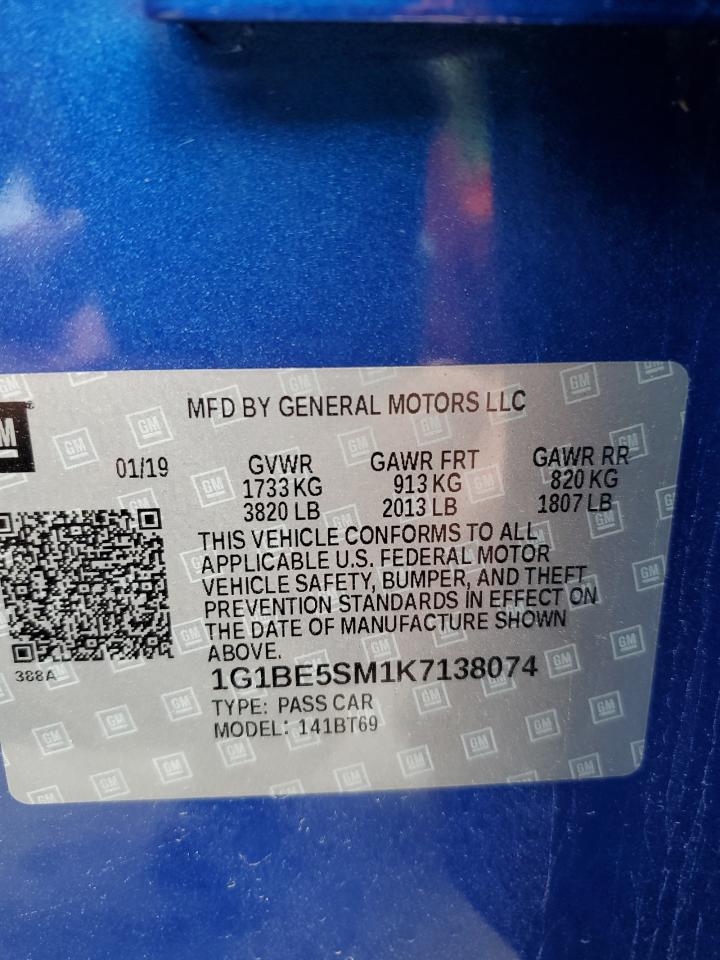 MFD BY GENERAL MOTORS LLC
01/19
GVWR GAWR FRT GAWR RR
1733 KG 913 KG 820 KG
3820 LB 2013 LB 1807 LB
THIS VEHICLE CONFORMS TO ALL
APPLICABLE U.S. FEDERAL MOTOR
VEHICLE SAFETY, BUMPER, AND THEFT
PREVENTION STANDARDS IN EFFECT ON
THE DATE OF MANUFACTURE SHOWN
ABOVE.
388A
1G1BE5SM1K7138074
TYPE: PASS CAR
MODEL: 141BT69